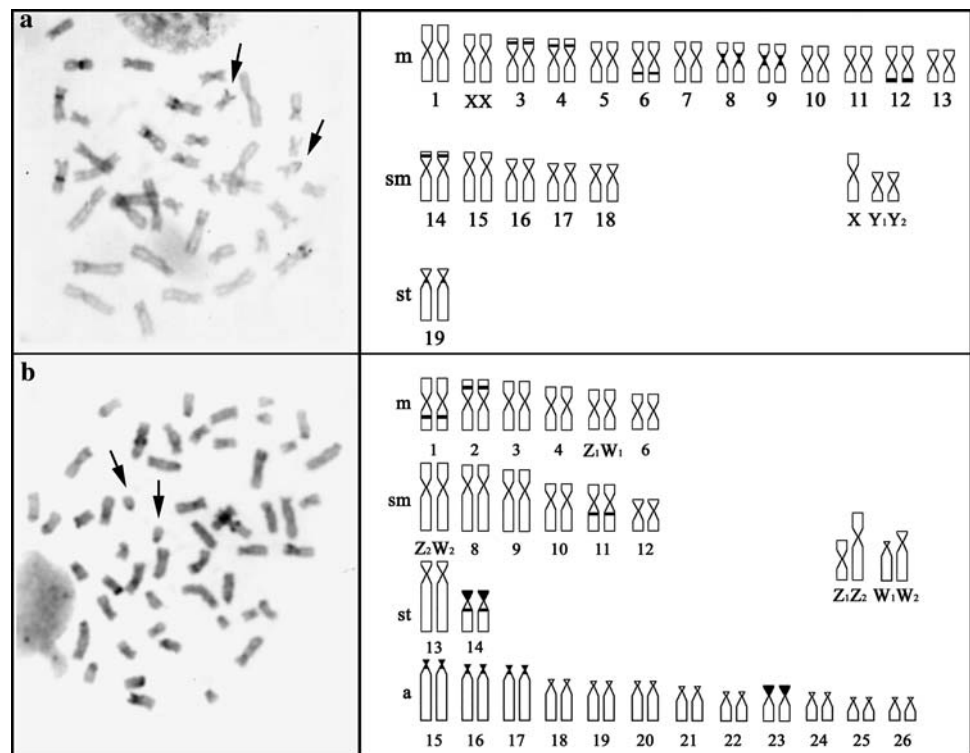 a
m
1 XX 3 4 5 6 7 8 9 10 11 12 13
sm
14 15 16 17 18
X Y1Y2
st
19
b
m
1 2 3 4 Z1W1 6
sm
Z2W2 8 9 10 11 12
Z1Z2 W1W2
st
13 14
a
15 16 17 18 19 20 21 22 23 24 25 26